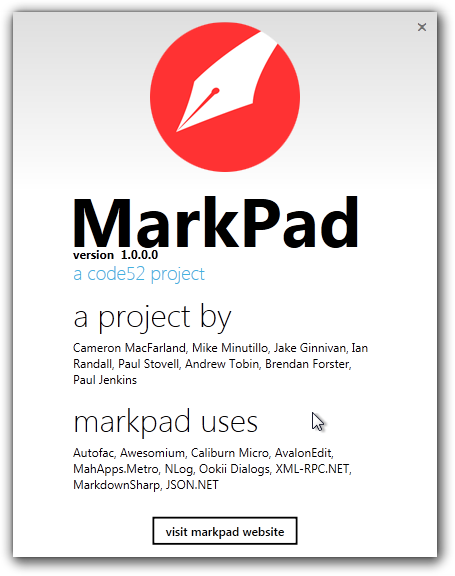 MarkPad
version 1.0.0.0
a code52 project
a project by
Cameron MacFarland, Mike Minutillo, Jake Ginnivan, Ian
Randall, Paul Stovell, Andrew Tobin, Brendan Forster,
Paul Jenkins
markpad uses
Autofac, Awesomium, Caliburn Micro, AvalonEdit,
MahApps.Metro, NLog, Ookii Dialogs, XML-RPC.NET,
MarkdownSharp, JSON.NET
visit markpad website